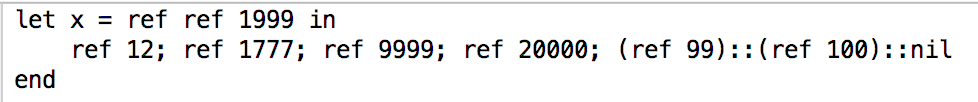 let x = ref ref 1999 in
    ref 12; ref 1777; ref 9999; ref 20000; (ref 99)::(ref 100)::nil
end